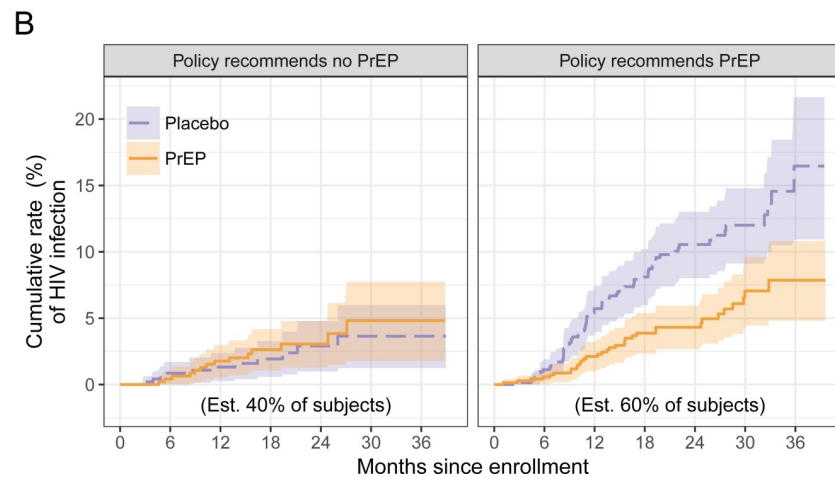 B
Policy recommends no PrEP
Policy recommends PrEP
Placebo
PrEP
20
15
10
5
0
Cumulative rate (%)
of HIV infection
(Est. 40% of subjects)
(Est. 60% of subjects)
0 6 12 18 24 30 36
0 6 12 18 24 30 36
Months since enrollment